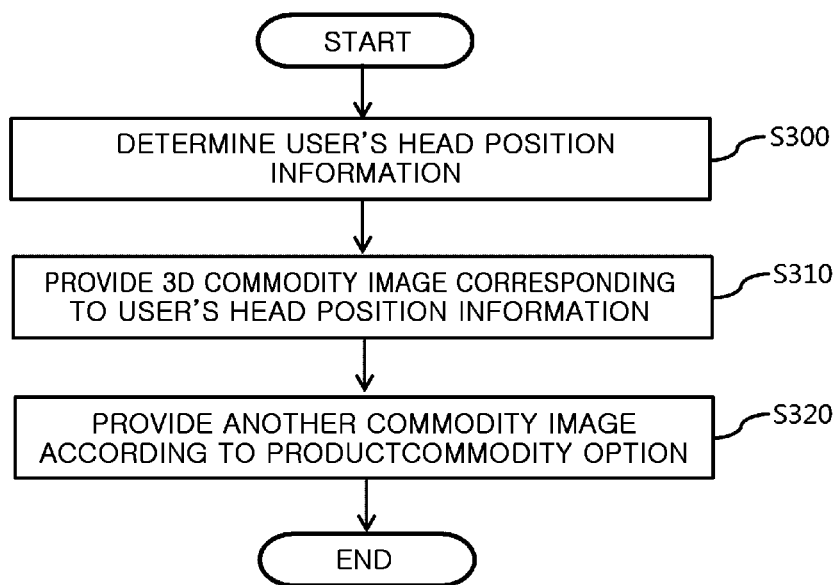 START
DETERMINE USER'S HEAD POSITION
INFORMATION
S300
PROVIDE 3D COMMODITY IMAGE CORRESPONDING
TO USER'S HEAD POSITION INFORMATION
S310
PROVIDE ANOTHER COMMODITY IMAGE
ACCORDING TO PRODUCTCOMMODITY OPTION
S320
END